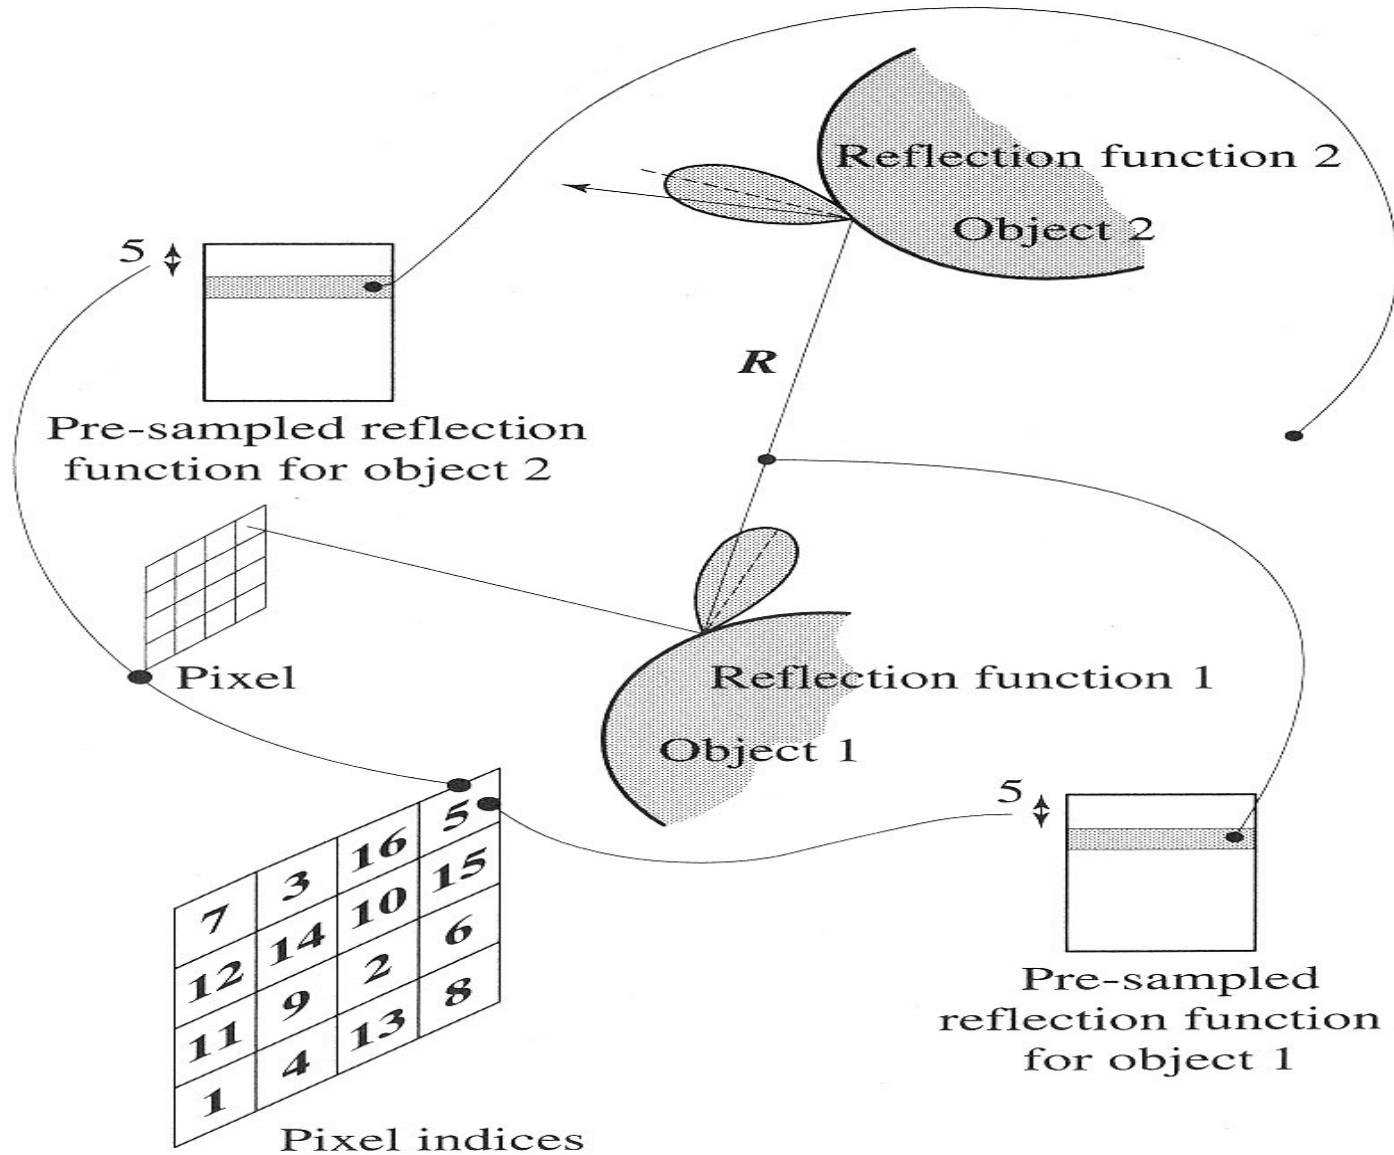 Reflection function 2
Object 2
5
Pre-sampled reflection
function for object 2
R
Pixel
Reflection function 1
Object 1
5
7 3 16 5
12 14 10 15
11 9 2 6
1 4 13 8
Pixel indices
Pre-sampled
reflection function
for object 1